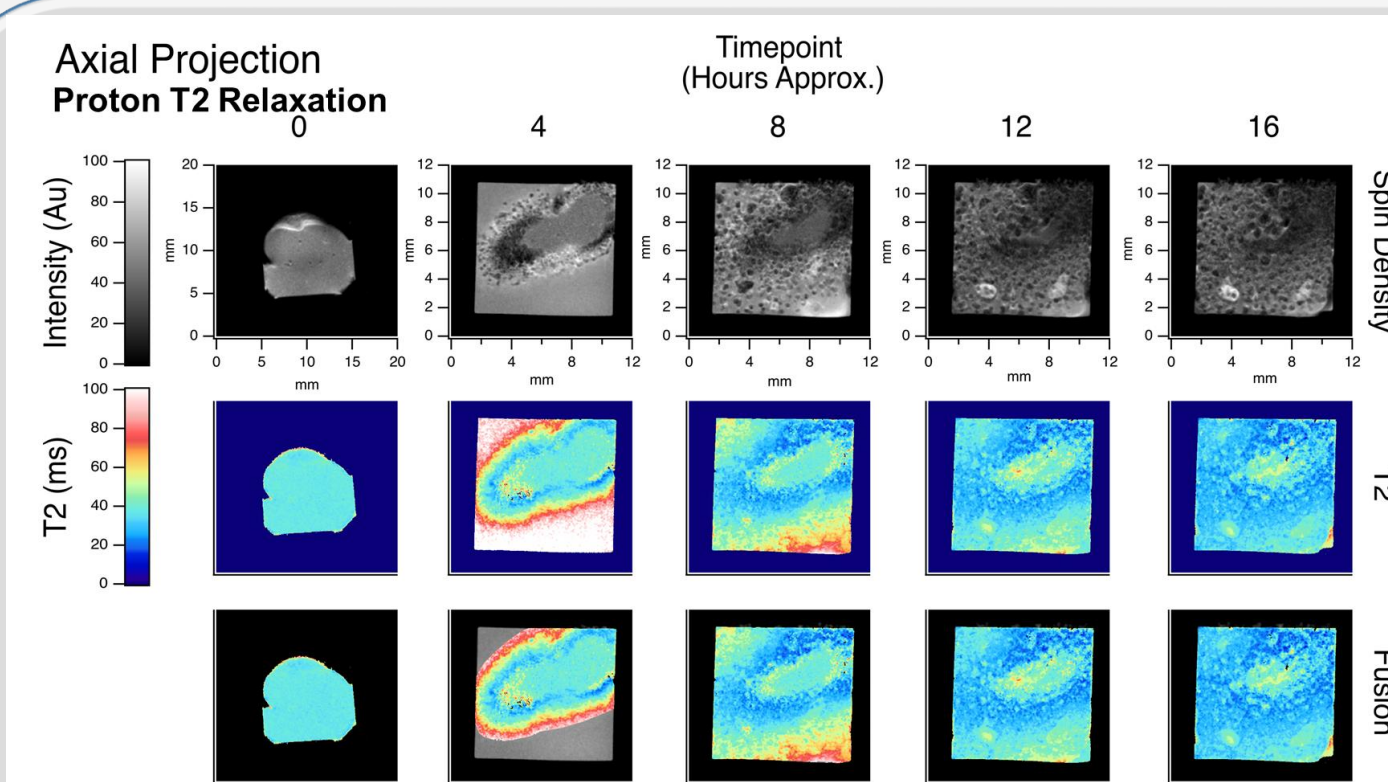 Axial Projection
Proton T2 Relaxation
Timepoint
(Hours Approx.)
0 4 8 12 16
Intensity (Au)
100
80
60
40
20
0
mm
20
15
10
5
0
0 5 10 15 20
mm
mm
12
10
8
6
4
2
0
0 4 8 12
mm
mm
12
10
8
6
4
2
0
0 4 8 12
mm
mm
12
10
8
6
4
2
0
0 4 8 12
mm
mm
12
10
8
6
4
2
0
0 4 8 12
mm
Spin Density
T2 (ms)
100
80
60
40
20
0
T2
Fusion